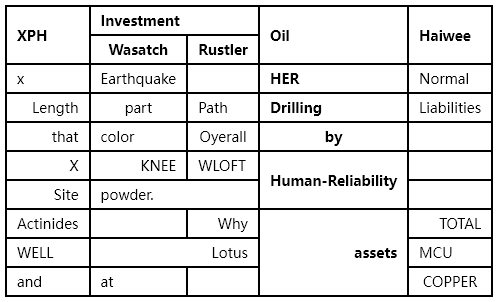 XPH Investment Oil Haiwee
Wasatch Rustler
x Earthquake HER Normal
Length part Path Drilling Liabilities
that color Oyerall by
X KNEE WLOFT Human-Reliability
Site powder.
Actinides Why assets TOTAL
WELL Lotus MCU
and at COPPER